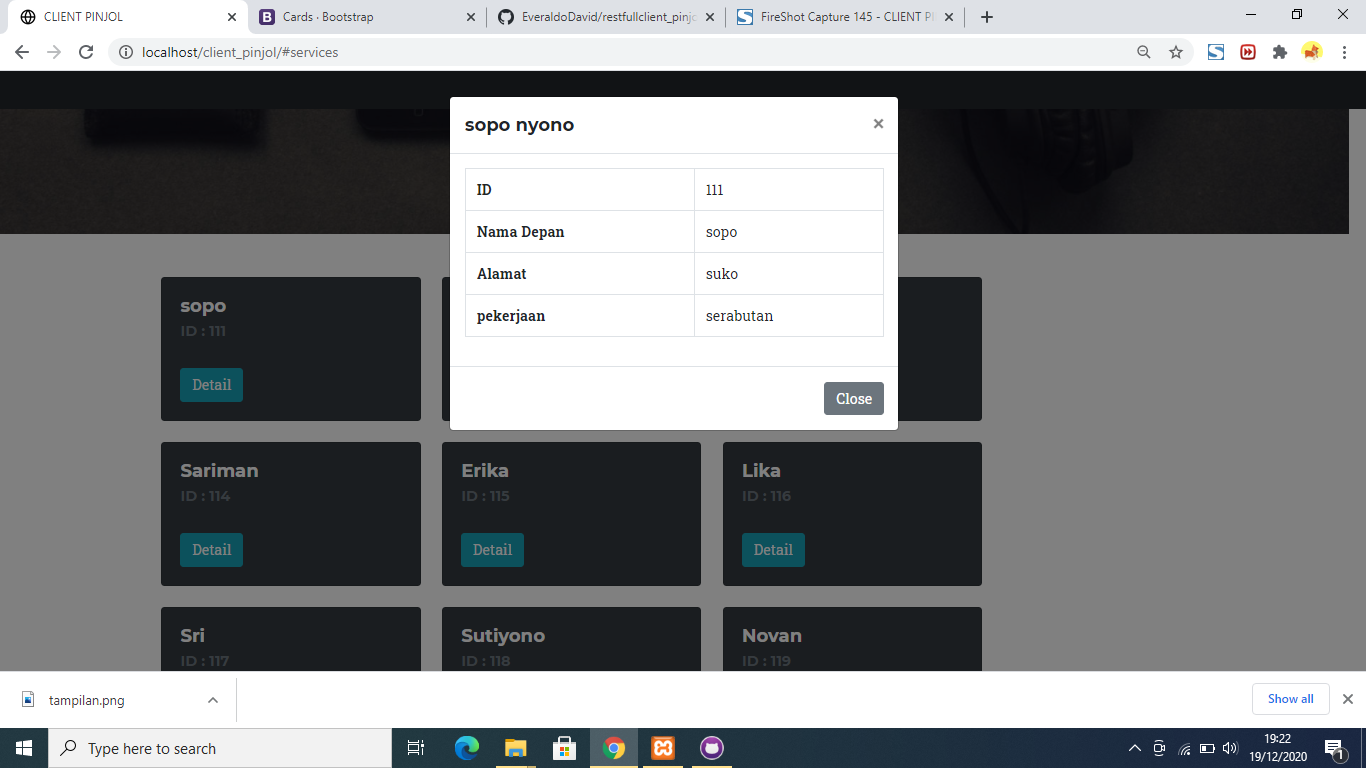 CLIENT PINJOL
Cards · Bootstrap
EveraldoDavid/restfullclient_pinjo
FireShot Capture 145 - CLIENT PI
localhost/client_pinjol/#services
sopo nyono
×
ID 111
Nama Depan sopo
Alamat suko
pekerjaan serabutan
Close
sopo
ID : 111
Detail
Sariman
ID : 114
Detail
Erika
ID : 115
Detail
Lika
ID : 116
Detail
Sri
ID : 117
Sutiyono
ID : 118
Novan
ID : 119
tampilan.png
Show all
Type here to search
19:22
19/12/2020
1